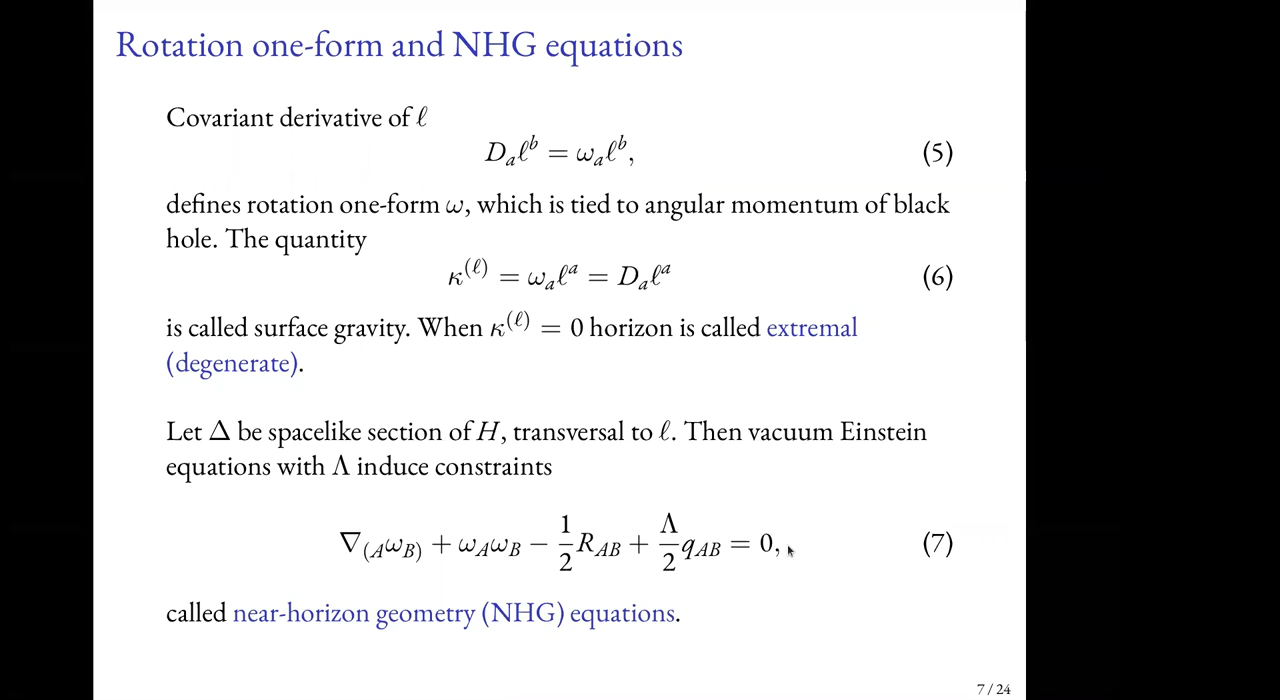 Rotation one-form and NHG equations
Covariant derivative of ℓ
D_a ℓ^b = ω_a ℓ^b, (5)
defines rotation one-form ω, which is tied to angular momentum of black
hole. The quantity
κ^(ℓ) = ω_a ℓ^a = D_a ℓ^a (6)
is called surface gravity. When κ^(ℓ) = 0 horizon is called extremal
(degenerate).
Let Δ be spacelike section of H, transversal to ℓ. Then vacuum Einstein
equations with Λ induce constraints
∇_(A ω_B) + ω_A ω_B − 1/2 R_AB + Λ/2 q_AB = 0, (7)
called near-horizon geometry (NHG) equations.
7 / 24